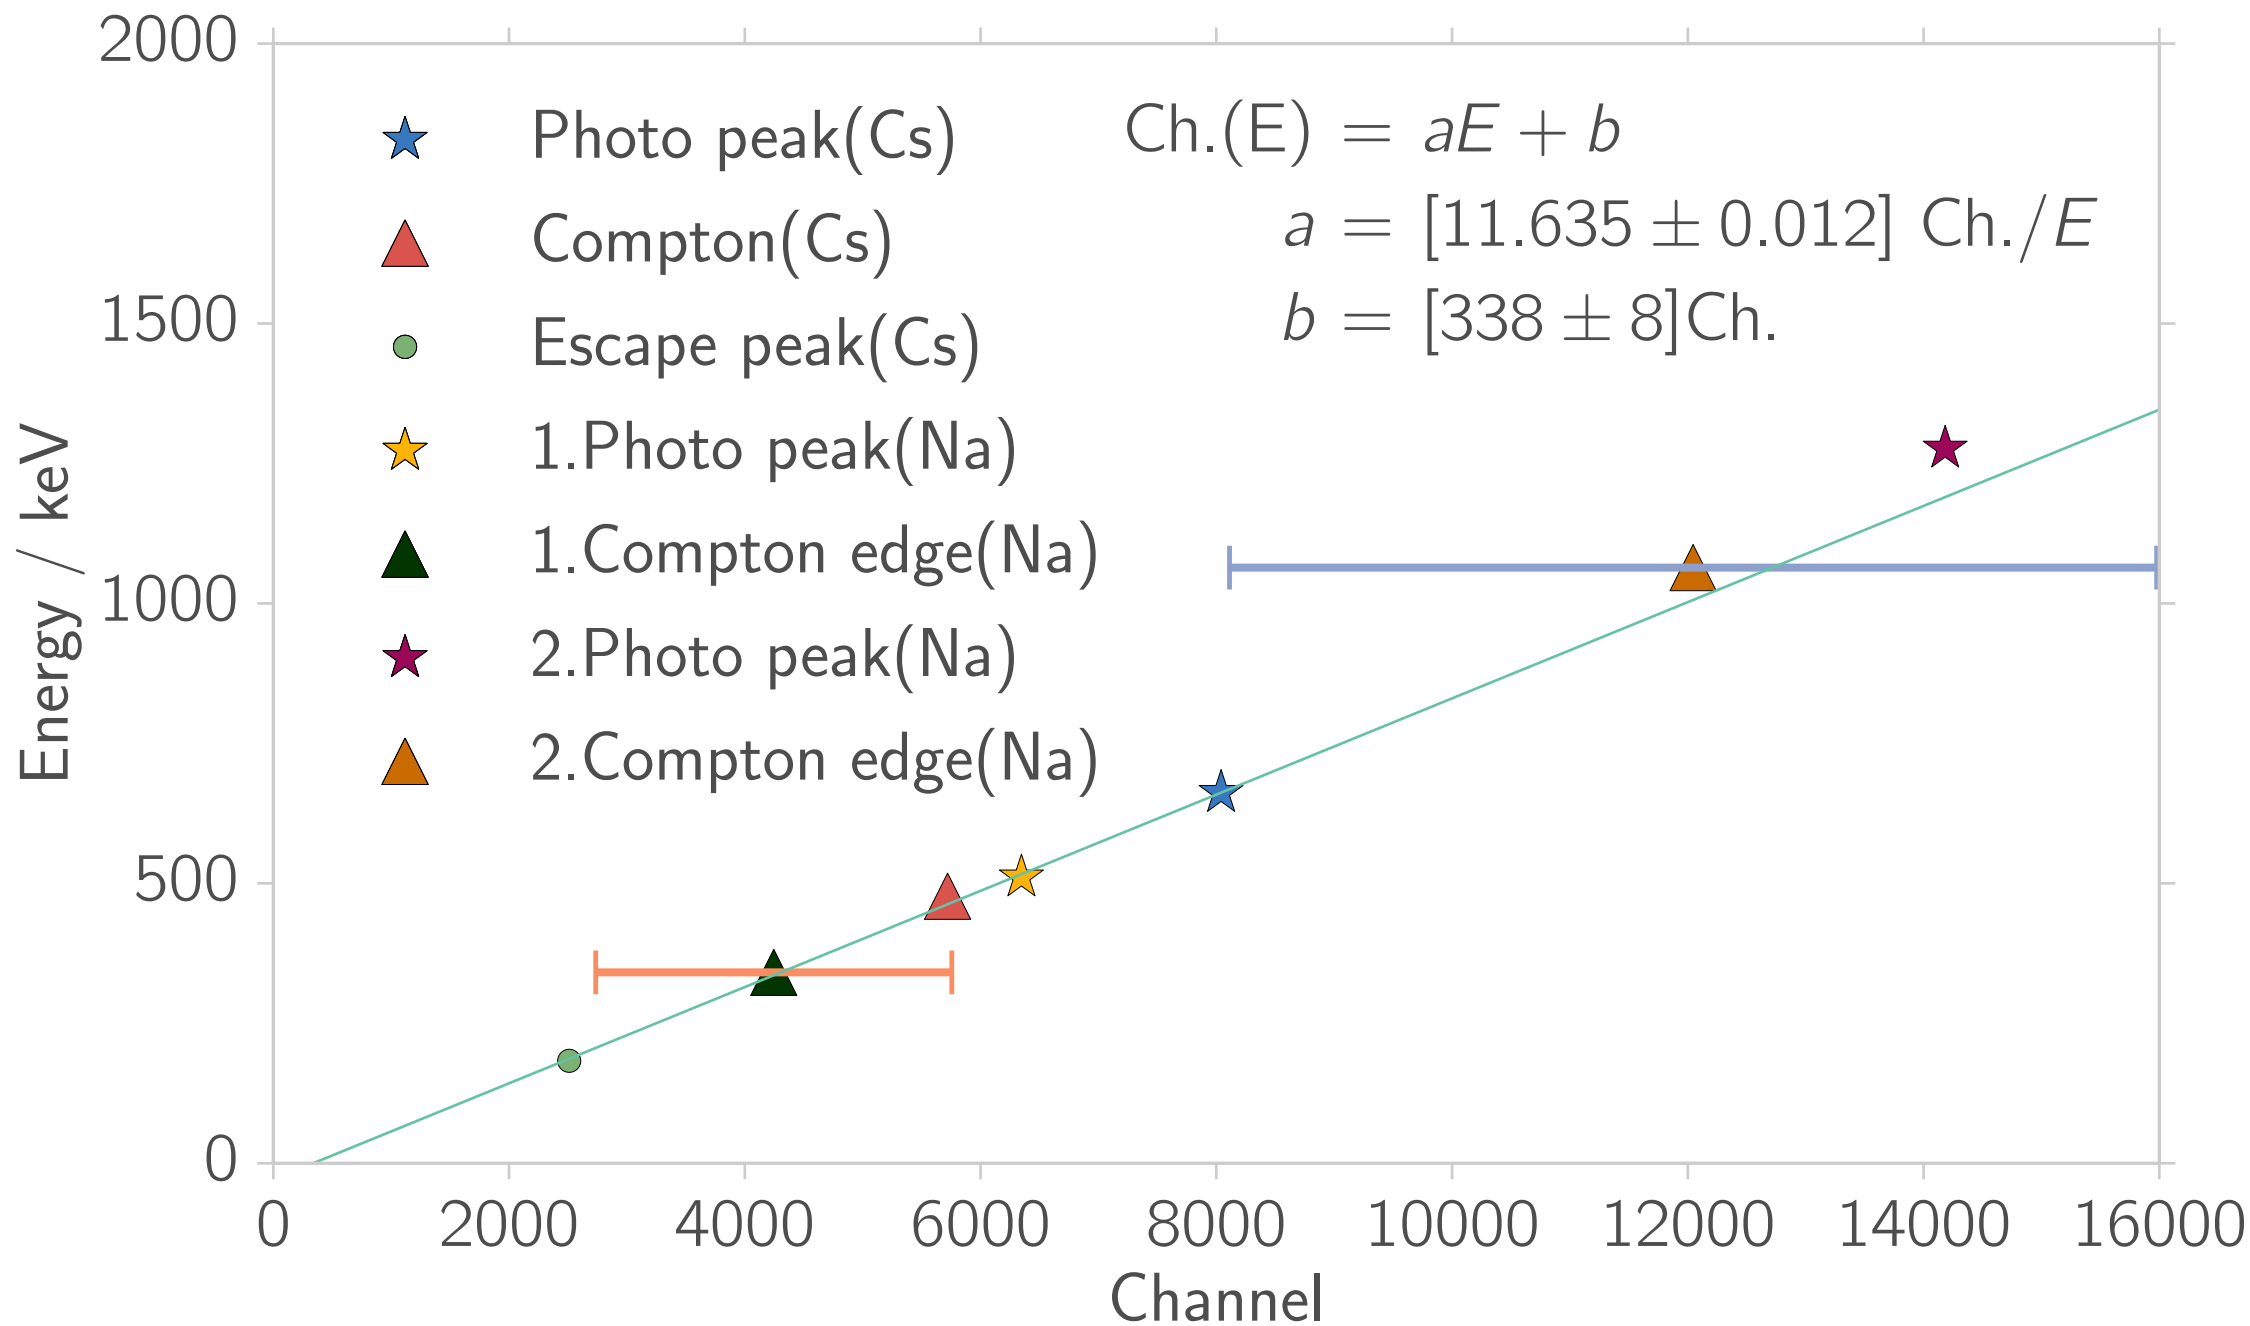 2000
1500
1000
500
0
Energy / keV
Photo peak(Cs)
Compton(Cs)
Escape peak(Cs)
1.Photo peak(Na)
1.Compton edge(Na)
2.Photo peak(Na)
2.Compton edge(Na)
Ch.(E) = aE + b
a = [11.635 ± 0.012] Ch./E
b = [338 ± 8]Ch.
0 2000 4000 6000 8000 10000 12000 14000 16000
Channel